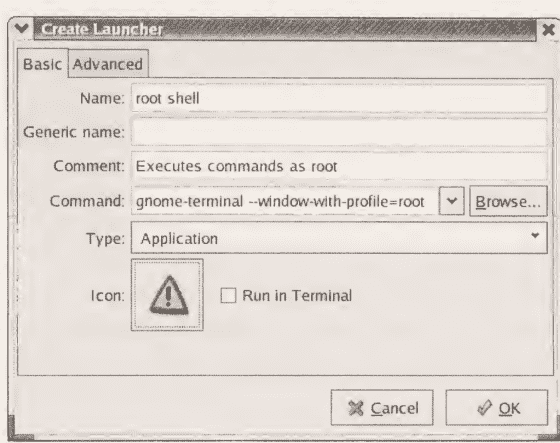 Create Launcher
Basic Advanced
Name: root shell
Generic name:
Comment: Executes commands as root
Command: gnome-terminal --window-with-profile=root Browse...
Type: Application
Icon: Run in Terminal
Cancel OK